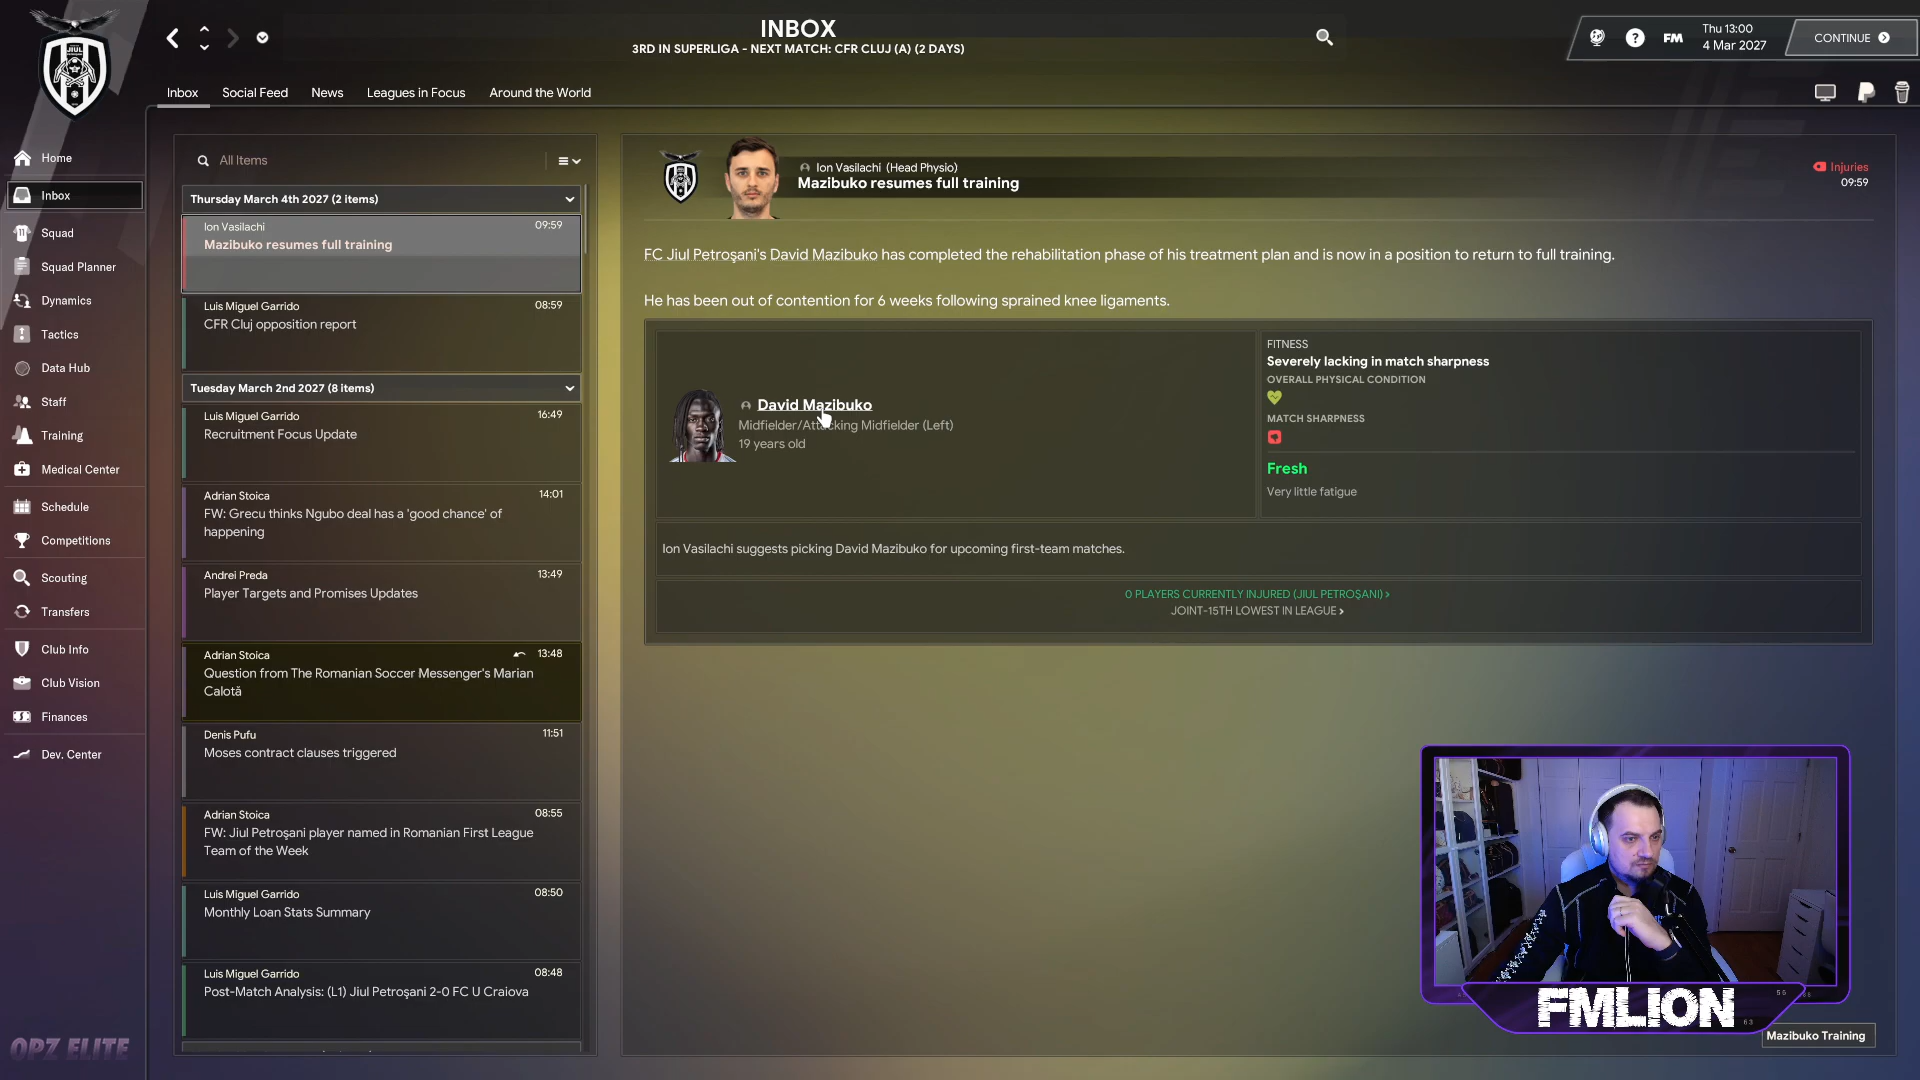 INBOX
3RD IN SUPERLIGA - NEXT MATCH: CFR CLUJ (A) (2 DAYS)
FM
Thu 13:00
4 Mar 2027
CONTINUE
Inbox
Social Feed
News
Leagues in Focus
Around the World
Home
Inbox
Squad
Squad Planner
Dynamics
Tactics
Data Hub
Staff
Training
Medical Center
Schedule
Competitions
Scouting
Transfers
Club Info
Club Vision
Finances
Dev. Center
OPZ ELITE
All Items
Thursday March 4th 2027 (2 items)
Ion Vasilachi 09:59
Mazibuko resumes full training
Luis Miguel Garrido 08:59
CFR Cluj opposition report
Tuesday March 2nd 2027 (8 items)
Luis Miguel Garrido 16:49
Recruitment Focus Update
Adrian Stoica 14:01
FW: Grecu thinks Ngubo deal has a 'good chance' of
happening
Andrei Preda 13:49
Player Targets and Promises Updates
Adrian Stoica 13:48
Question from The Romanian Soccer Messenger's Marian
Calotă
Denis Pufu 11:51
Moses contract clauses triggered
Adrian Stoica 08:55
FW: Jiul Petroşani player named in Romanian First League
Team of the Week
Luis Miguel Garrido 08:50
Monthly Loan Stats Summary
Luis Miguel Garrido 08:48
Post-Match Analysis: (L1) Jiul Petroşani 2-0 FC U Craiova
Ion Vasilachi (Head Physio)
Mazibuko resumes full training
Injuries
09:59
FC Jiul Petroşani's David Mazibuko has completed the rehabilitation phase of his treatment plan and is now in a position to return to full training.
He has been out of contention for 6 weeks following sprained knee ligaments.
David Mazibuko
Midfielder/Attacking Midfielder (Left)
19 years old
FITNESS
Severely lacking in match sharpness
OVERALL PHYSICAL CONDITION
MATCH SHARPNESS
Fresh
Very little fatigue
Ion Vasilachi suggests picking David Mazibuko for upcoming first-team matches.
0 PLAYERS CURRENTLY INJURED (JIUL PETROŞANI) >
JOINT-15TH LOWEST IN LEAGUE >
FMLION
Mazibuko Training